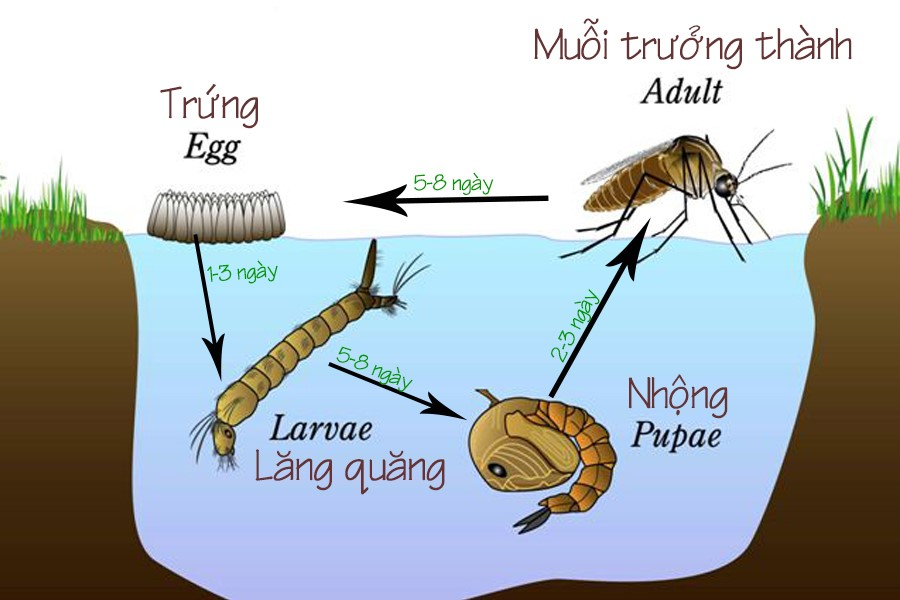 Muỗi trưởng thành
Adult
Trứng
Egg
5-8 ngày
1-3 ngày
5-8 ngày
2-3 ngày
Larvae
Lăng quăng
Nhộng
Pupae